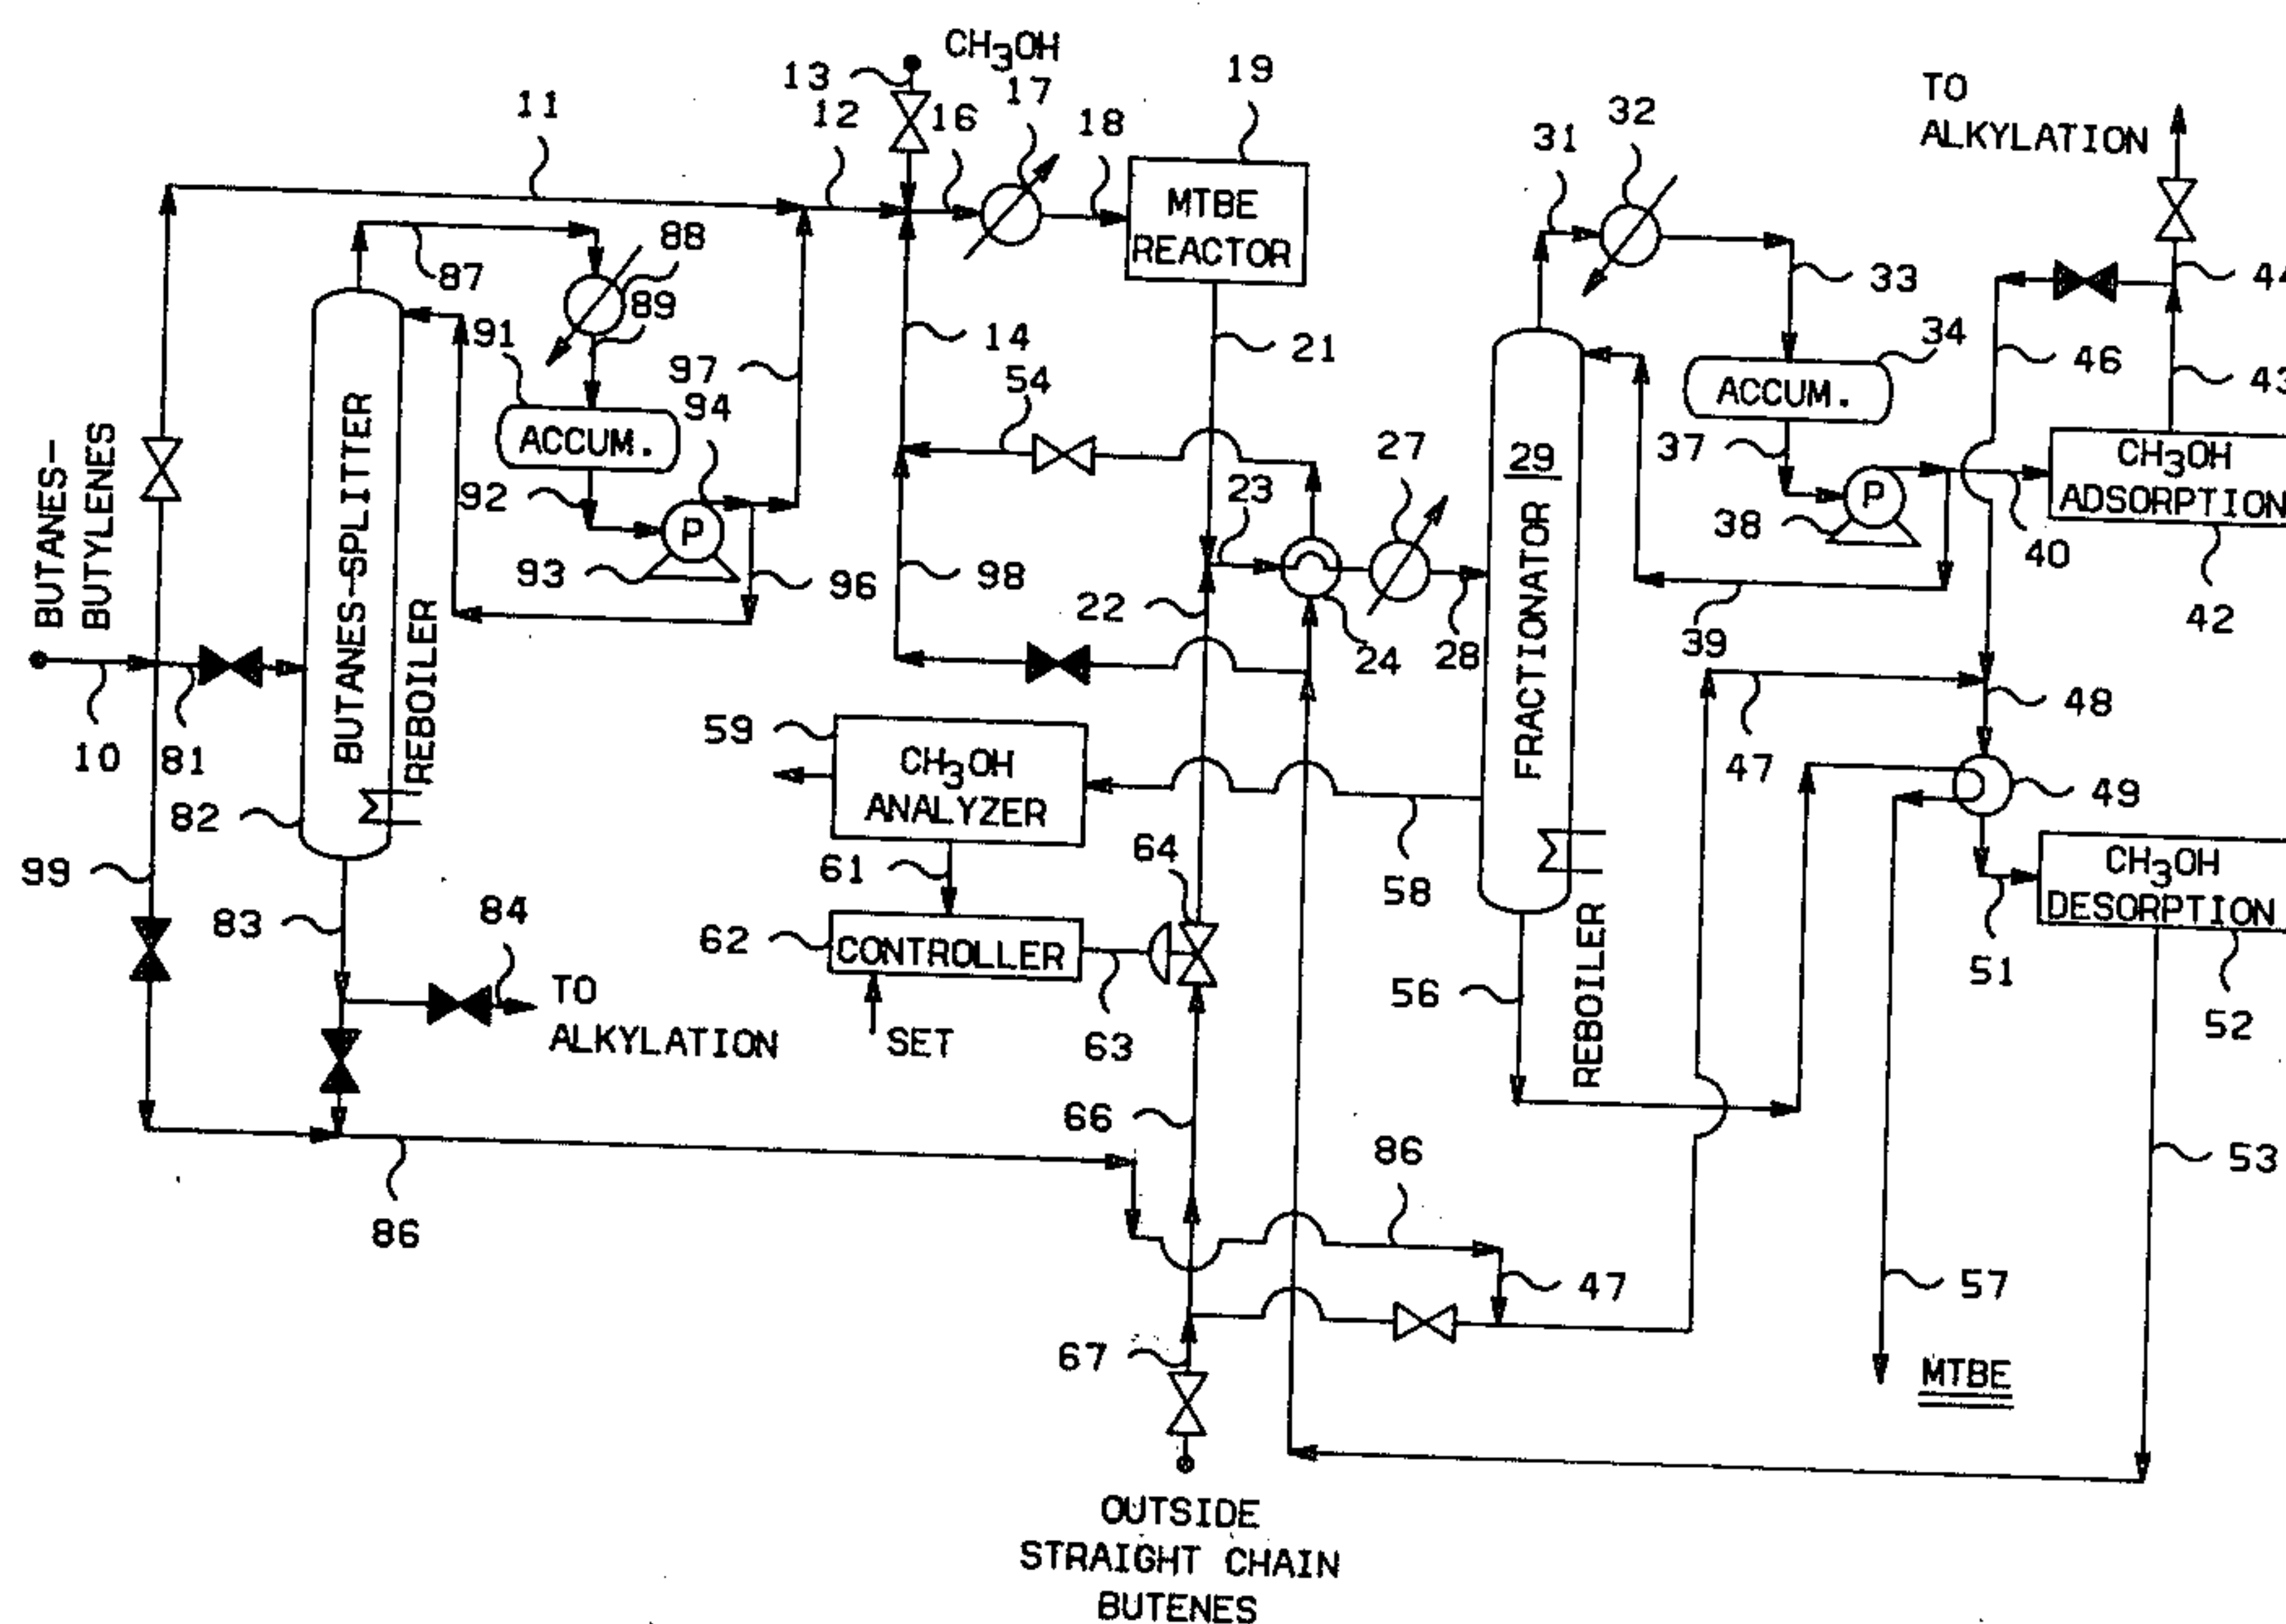 CH3OH
13
12
16
17
18
19
11
TO
ALKYLATION
31
32
MTBE
REACTOR
87
88
89
91
ACCUM.
92
93
94
P
96
97
14
54
21
98
22
23
24
27
28
33
34
ACCUM.
37
38
P
39
40
44
43
46
CH3OH
ADSORPTION
42
BUTANES-
BUTYLENES
BUTANES-SPLITTER
REBOILER
10
81
82
29
FRACTIONATOR
REBOILER
47
48
49
59
CH3OH
ANALYZER
61
62
CONTROLLER
SET
63
64
58
56
CH3OH
DESORPTION
51
52
99
83
84
TO
ALKYLATION
66
86
86
47
53
57
MTBE
67
OUTSIDE
STRAIGHT CHAIN
BUTENES